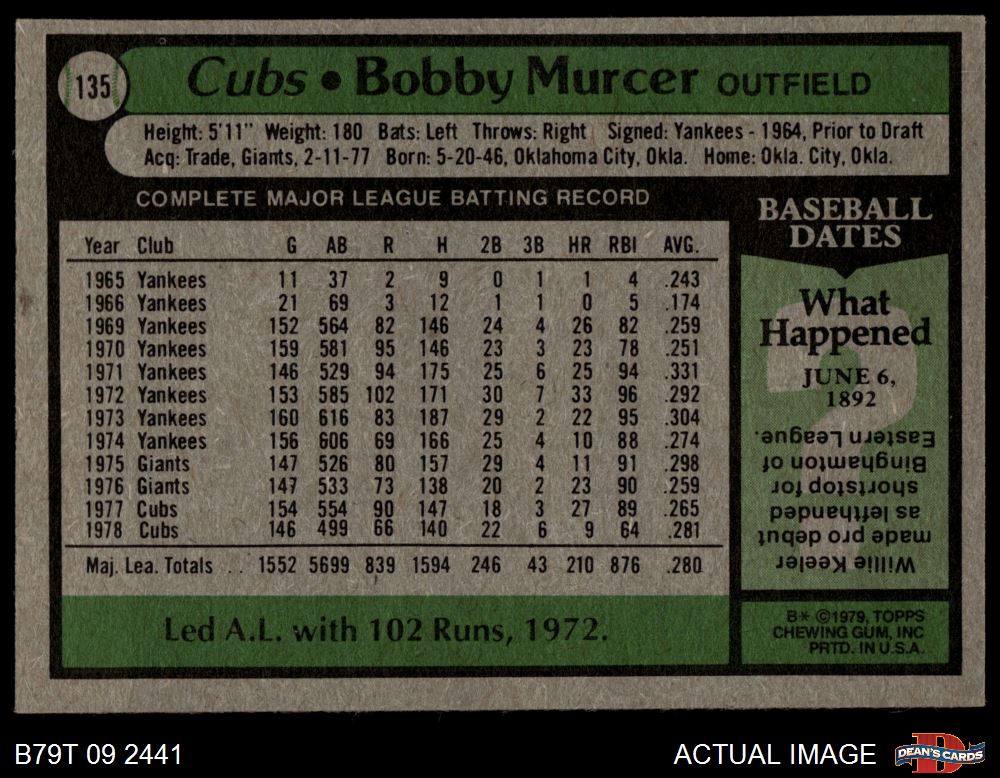 135
Cubs • Bobby Murcer OUTFIELD
Height: 5'11" Weight: 180 Bats: Left Throws: Right Signed: Yankees - 1964, Prior to Draft
Acq: Trade, Giants, 2-11-77 Born: 5-20-46, Oklahoma City, Okla. Home: Okla. City, Okla.
COMPLETE MAJOR LEAGUE BATTING RECORD
Year Club G AB R H 2B 3B HR RBI AVG.
1965 Yankees 11 37 2 9 0 1 1 4 .243
1966 Yankees 21 69 3 12 1 1 0 5 .174
1969 Yankees 152 564 82 146 24 4 26 82 .259
1970 Yankees 159 581 95 146 23 3 23 78 .251
1971 Yankees 146 529 94 175 25 6 25 94 .331
1972 Yankees 153 585 102 171 30 7 33 96 .292
1973 Yankees 160 616 83 187 29 2 22 95 .304
1974 Yankees 156 606 69 166 25 4 10 88 .274
1975 Giants 147 526 80 157 29 4 11 91 .298
1976 Giants 147 533 73 138 20 2 23 90 .259
1977 Cubs 154 554 90 147 18 3 27 89 .265
1978 Cubs 146 499 66 140 22 6 9 64 .281
Maj. Lea. Totals .. 1552 5699 839 1594 246 43 210 876 .280
Led A.L. with 102 Runs, 1972.
BASEBALL
DATES
What
Happened
JUNE 6,
1892
Willie Keeler
made pro debut
as lefthanded
shortstop for
Binghamton of
Eastern League.
B* ©1979, TOPPS
CHEWING GUM, INC
PRTD. IN U.S.A.
B79T 09 2441
ACTUAL IMAGE
DEAN'S CARDS